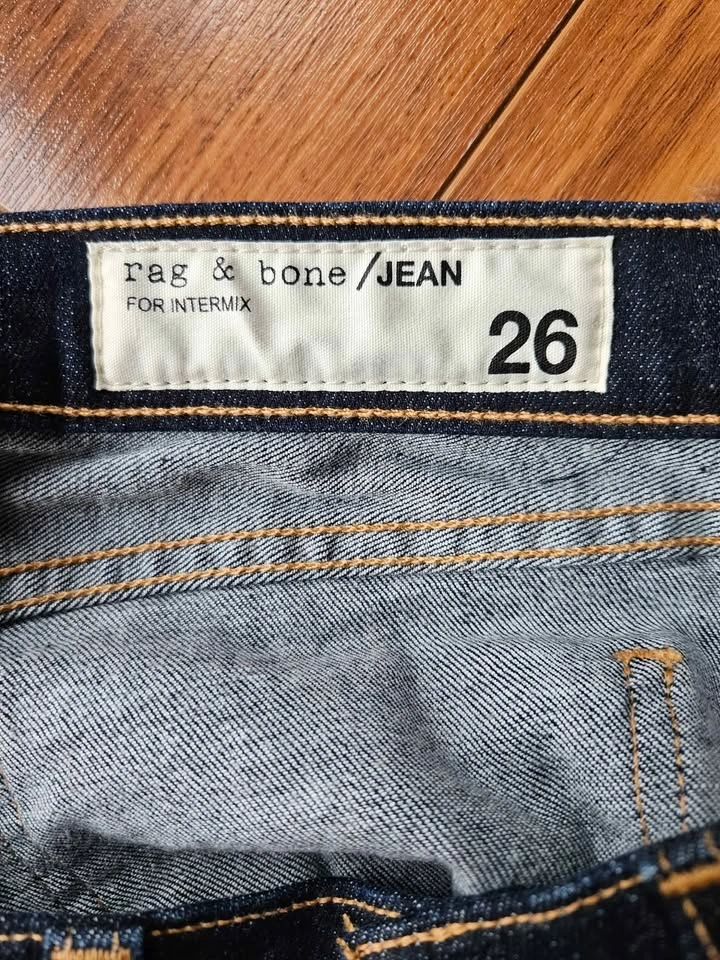 rag & bone/JEAN
FOR INTERMIX
26